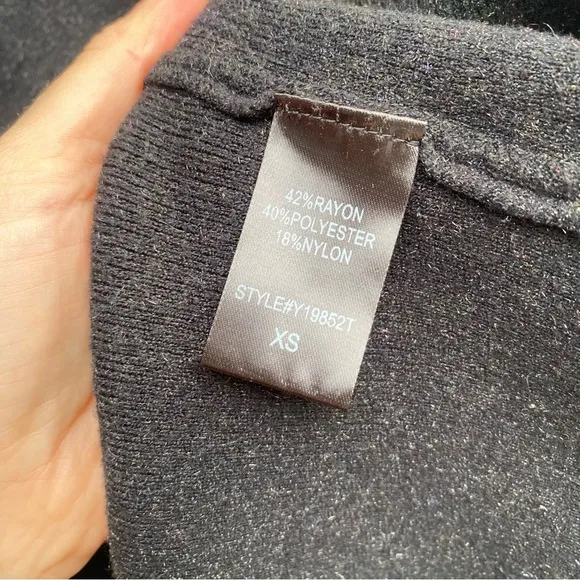 42%RAYON
40%POLYESTER
18%NYLON
STYLE#Y19852T
XS